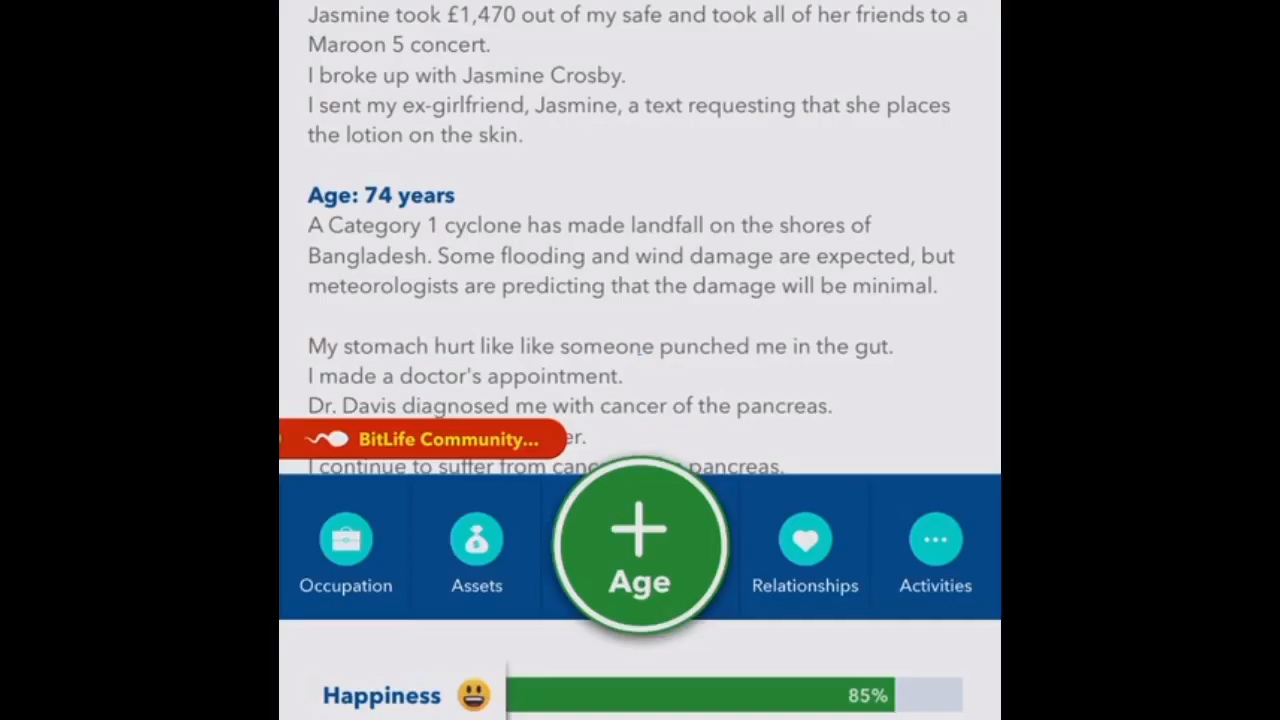 Jasmine took £1,470 out of my safe and took all of her friends to a
Maroon 5 concert.
I broke up with Jasmine Crosby.
I sent my ex-girlfriend, Jasmine, a text requesting that she places
the lotion on the skin.
Age: 74 years
A Category 1 cyclone has made landfall on the shores of
Bangladesh. Some flooding and wind damage are expected, but
meteorologists are predicting that the damage will be minimal.
My stomach hurt like like someone punched me in the gut.
I made a doctor's appointment.
Dr. Davis diagnosed me with cancer of the pancreas.
er.
BitLife Community...
I continue to suffer from canc pancreas.
Occupation
Assets
Age
Relationships
Activities
Happiness
85%